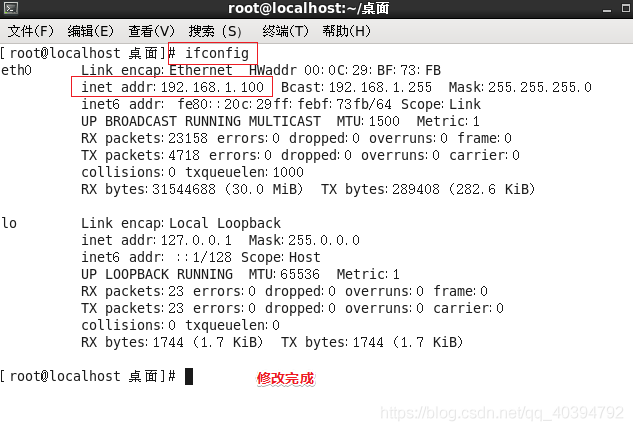 root@localhost:~/桌面
文件(F) 编辑(E) 查看(V) 搜索 (S) 终端(T) 帮助(H)
[root@localhost 桌面]# ifconfig
eth0 Link encap:Ethernet HWaddr 00:0C:29:BF:73:FB
inet addr:192.168.1.100 Bcast:192.168.1.255 Mask:255.255.255.0
inet6 addr: fe80::20c:29ff:febf:73fb/64 Scope:Link
UP BROADCAST RUNNING MULTICAST MTU:1500 Metric:1
RX packets:23158 errors:0 dropped:0 overruns:0 frame:0
TX packets:4718 errors:0 dropped:0 overruns:0 carrier:0
collisions:0 txqueuelen:1000
RX bytes:31544688 (30.0 MiB) TX bytes:289408 (282.6 KiB)
lo Link encap:Local Loopback
inet addr:127.0.0.1 Mask:255.0.0.0
inet6 addr: ::1/128 Scope:Host
UP LOOPBACK RUNNING MTU:65536 Metric:1
RX packets:23 errors:0 dropped:0 overruns:0 frame:0
TX packets:23 errors:0 dropped:0 overruns:0 carrier:0
collisions:0 txqueuelen:0
RX bytes:1744 (1.7 KiB) TX bytes:1744 (1.7 KiB)
[root@localhost 桌面]#
修改完成
https://blog.csdn.net/qq_40394792